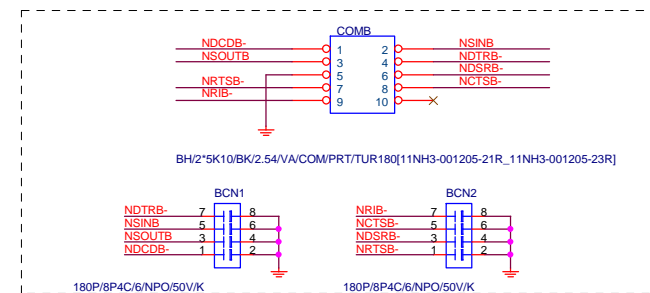 COMB
NDCDB- 1 2 NSINB
NSOUTB 3 4 NDTRB-
5 6 NDSRB-
NRTSB- 7 8 NCTSB-
NRIB- 9 10
BH/2*5K10/BK/2.54/VA/COM/PRT/TUR180[11NH3-001205-21R_11NH3-001205-23R]
BCN1
NDTRB- 7 8
NSINB 5 6
NSOUTB 3 4
NDCDB- 1 2
180P/8P4C/6/NPO/50V/K
BCN2
NRIB- 7 8
NCTSB- 5 6
NDSRB- 3 4
NRTSB- 1 2
180P/8P4C/6/NPO/50V/K